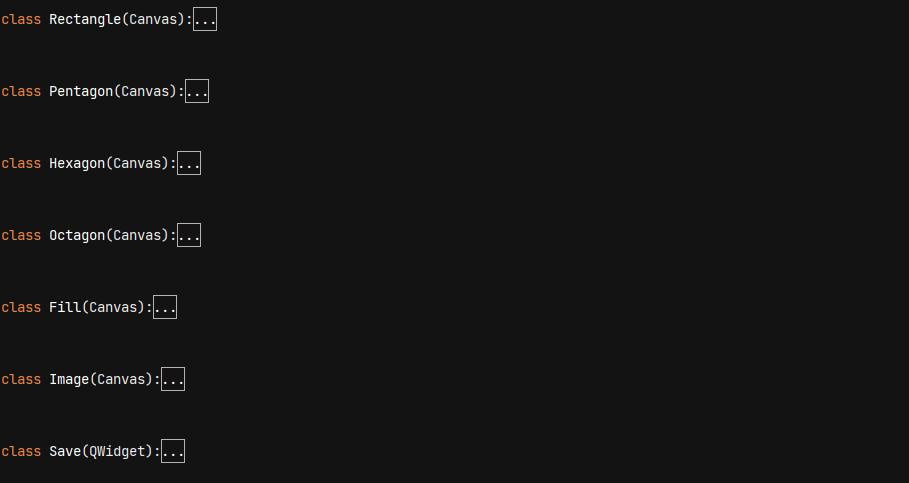 class Rectangle(Canvas):...
class Pentagon(Canvas):...
class Hexagon(Canvas):...
class Octagon(Canvas):...
class Fill(Canvas):...
class Image(Canvas):...
class Save(QWidget):...